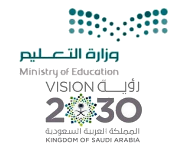 وزارة التعليم
Ministry of Education
VISION رؤية
2030
المملكة العربية السعودية
KINGDOM OF SAUDI ARABIA